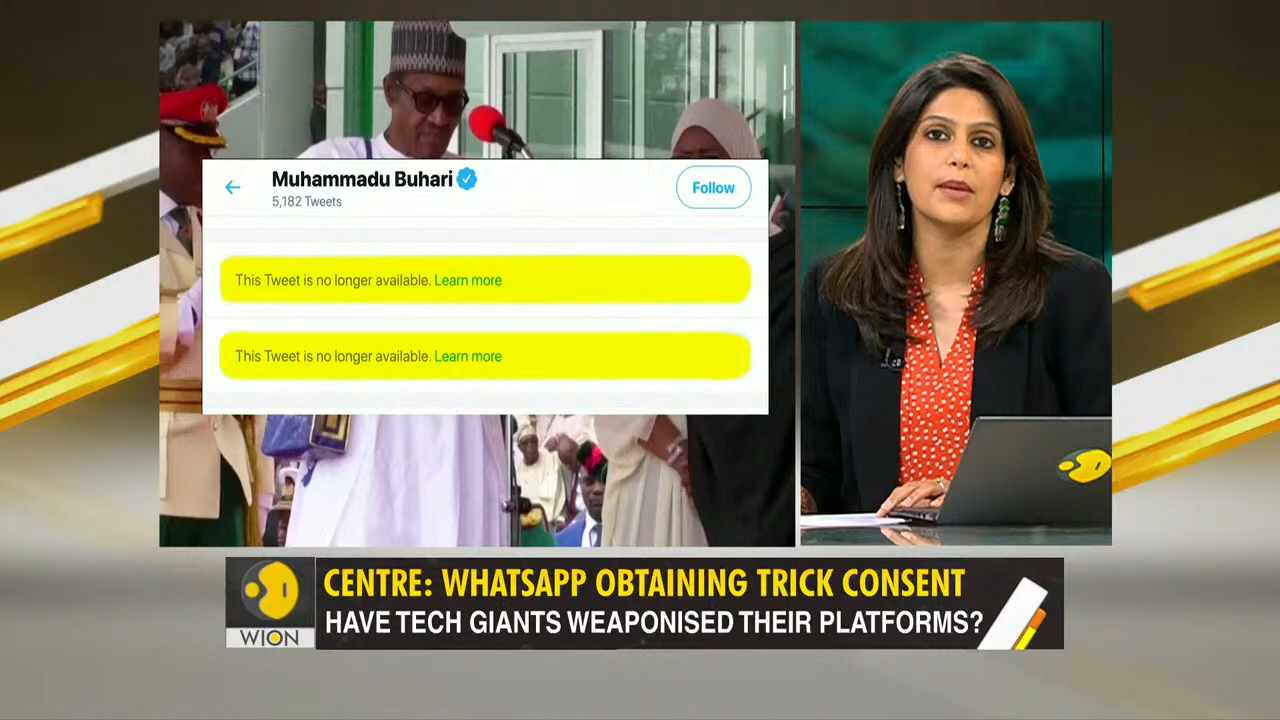 Muhammadu Buhari
5,182 Tweets
Follow
This Tweet is no longer available. Learn more
This Tweet is no longer available. Learn more
CENTRE: WHATSAPP OBTAINING TRICK CONSENT
HAVE TECH GIANTS WEAPONISED THEIR PLATFORMS?
WION